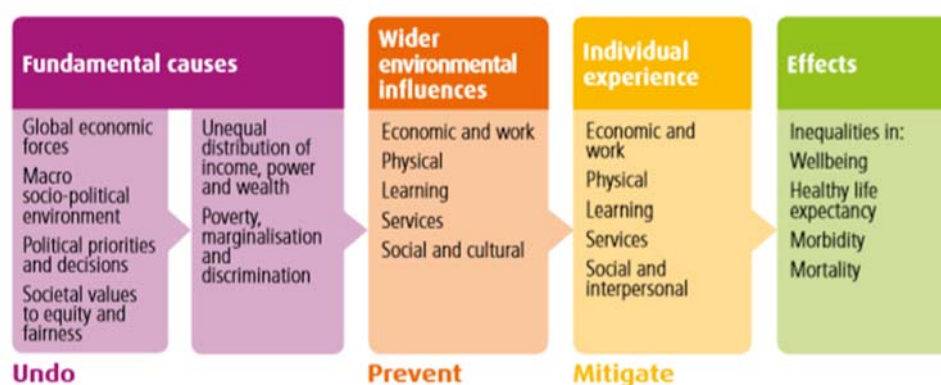 Fundamental causes
Global economic
forces
Macro
socio-political
environment
Political priorities
and decisions
Societal values
to equity and
fairness
Unequal
distribution of
income, power
and wealth
Poverty,
marginalisation
and
discrimination
Undo
Wider
environmental
influences
Economic and work
Physical
Learning
Services
Social and cultural
Prevent
Individual
experience
Economic and
work
Physical
Learning
Services
Social and
interpersonal
Mitigate
Effects
Inequalities in:
Wellbeing
Healthy life
expectancy
Morbidity
Mortality